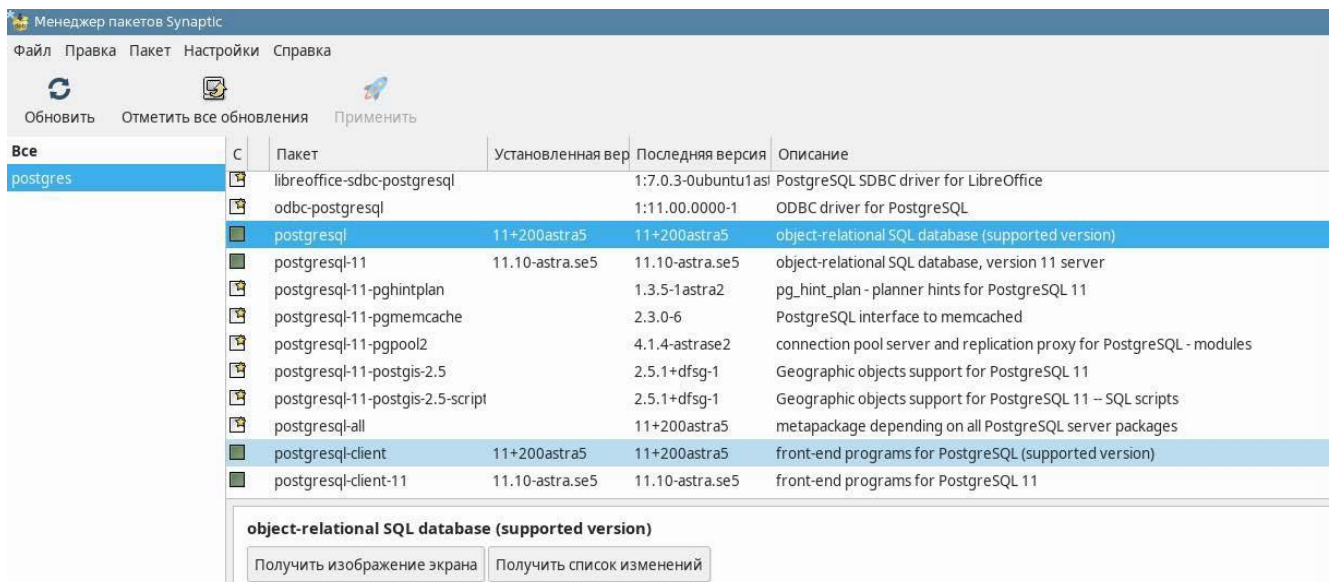 Менеджер пакетов Synaptic
Файл Правка Пакет Настройки Справка
Обновить Отметить все обновления Применить
Все
postgres
С Пакет Установленная вер Последняя версия Описание
libreoffice-sdbc-postgresql 1:7.0.3-0ubuntu1ast PostgreSQL SDBC driver for LibreOffice
odbc-postgresql 1:11.00.0000-1 ODBC driver for PostgreSQL
postgresql 11+200astra5 11+200astra5 object-relational SQL database (supported version)
postgresql-11 11.10-astra.se5 11.10-astra.se5 object-relational SQL database, version 11 server
postgresql-11-pghintplan 1.3.5-1astra2 pg_hint_plan - planner hints for PostgreSQL 11
postgresql-11-pgmemcache 2.3.0-6 PostgreSQL interface to memcached
postgresql-11-pgpool2 4.1.4-astrase2 connection pool server and replication proxy for PostgreSQL - modules
postgresql-11-postgis-2.5 2.5.1+dfsg-1 Geographic objects support for PostgreSQL 11
postgresql-11-postgis-2.5-script 2.5.1+dfsg-1 Geographic objects support for PostgreSQL 11 -- SQL scripts
postgresql-all 11+200astra5 metapackage depending on all PostgreSQL server packages
postgresql-client 11+200astra5 11+200astra5 front-end programs for PostgreSQL (supported version)
postgresql-client-11 11.10-astra.se5 11.10-astra.se5 front-end programs for PostgreSQL 11
object-relational SQL database (supported version)
Получить изображение экрана Получить список изменений